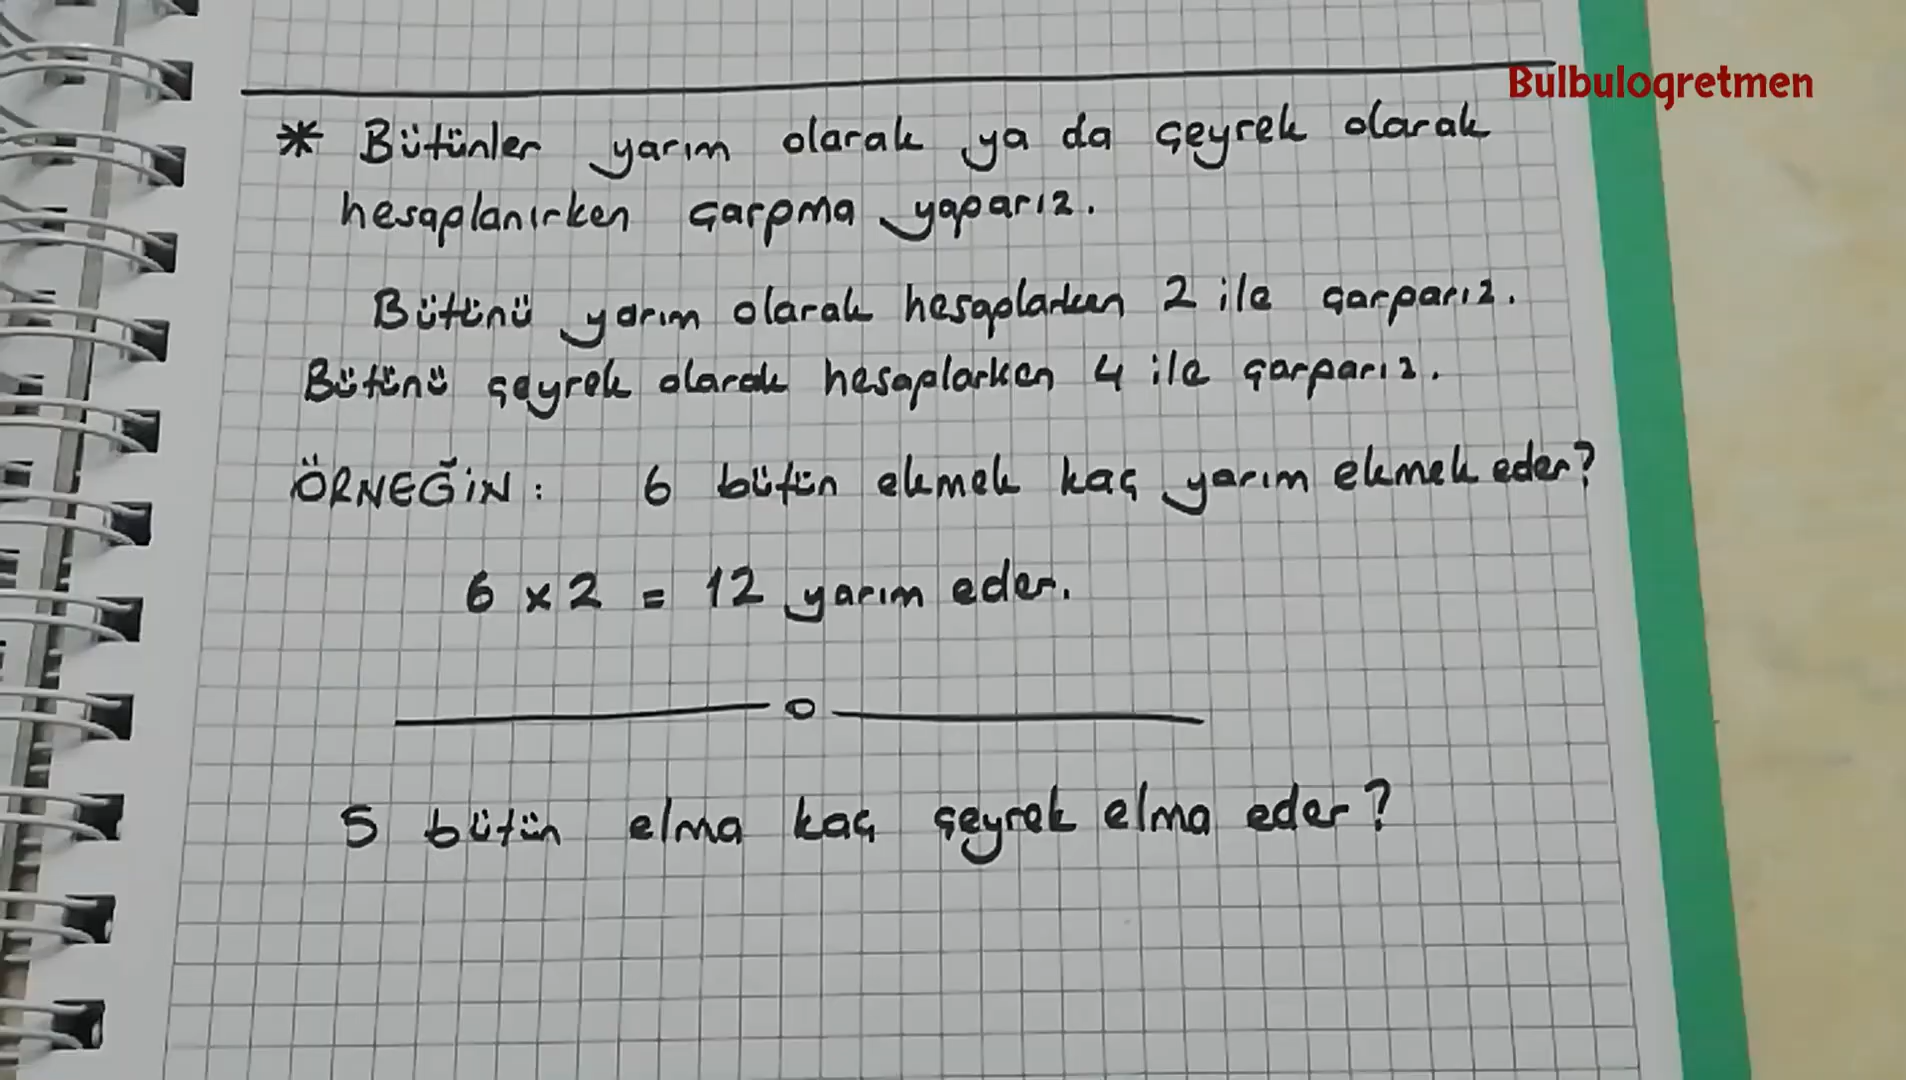 Bulbulogretmen
* Bütünler yarım olarak ya da çeyrek olarak
hesaplanırken çarpma yaparız.
Bütünü yarım olarak hesaplarken 2 ile çarparız.
Bütünü çeyrek olarak hesaplarken 4 ile çarparız.
ÖRNEĞİN: 6 bütün ekmek kaç yarım ekmek eder?
6 x 2 = 12 yarım eder.
5 bütün elma kaç çeyrek elma eder?